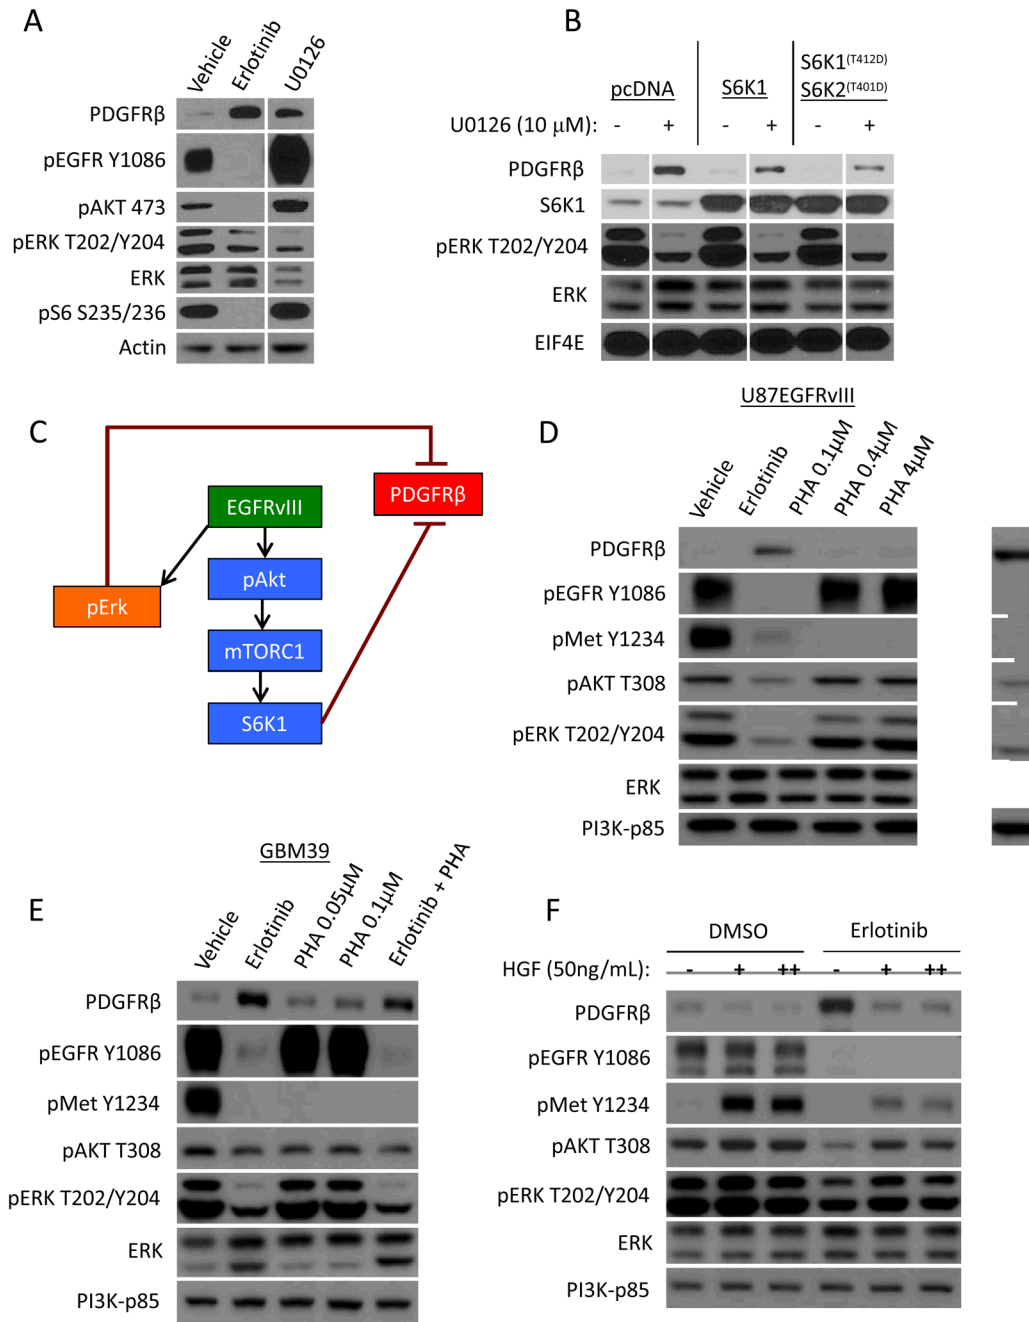 A
Vehicle
Erlotinib
U0126
PDGFRβ
pEGFR Y1086
pAKT 473
pERK T202/Y204
ERK
pS6 S235/236
Actin
B
pcDNA
S6K1
S6K1(T412D)
S6K2(T401D)
U0126 (10 µM): - + - + - +
PDGFRβ
S6K1
pERK T202/Y204
ERK
EIF4E
C
EGFRvIII
PDGFRβ
pAkt
pErk
mTORC1
S6K1
D
U87EGFRvIII
Vehicle
Erlotinib
PHA 0.1µM
PHA 0.4µM
PHA 4µM
PDGFRβ
pEGFR Y1086
pMet Y1234
pAKT T308
pERK T202/Y204
ERK
PI3K-p85
E
GBM39
Vehicle
Erlotinib
PHA 0.05µM
PHA 0.1µM
Erlotinib + PHA
PDGFRβ
pEGFR Y1086
pMet Y1234
pAKT T308
pERK T202/Y204
ERK
PI3K-p85
F
DMSO Erlotinib
HGF (50ng/mL): - + ++ - + ++
PDGFRβ
pEGFR Y1086
pMet Y1234
pAKT T308
pERK T202/Y204
ERK
PI3K-p85